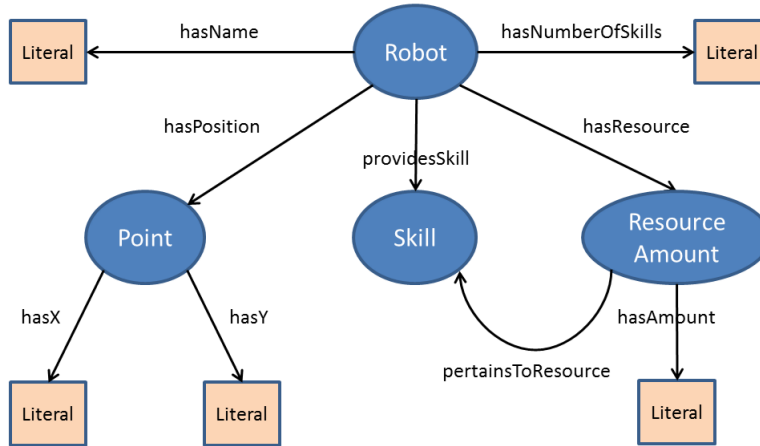 hasName
hasNumberOfSkills
Literal
Robot
Literal
hasPosition
hasResource
providesSkill
Point
Skill
Resource
Amount
hasX
hasY
hasAmount
pertainsToResource
Literal
Literal
Literal